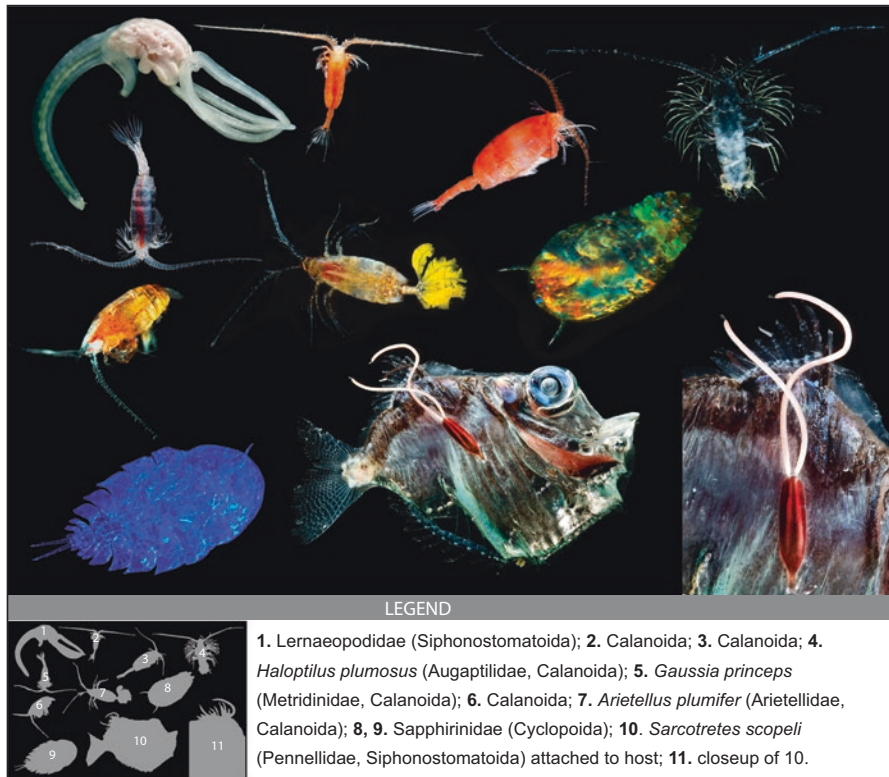 LEGEND
1
2
3
4
5
6
7
8
9
10
11
1. Lernaeopodidae (Siphonostomatoida); 2. Calanoida; 3. Calanoida; 4.
Haloptilus plumosus (Augaptilidae, Calanoida); 5. Gaussia princeps
(Metridinidae, Calanoida); 6. Calanoida; 7. Arietellus plumifer (Arietellidae,
Calanoida); 8, 9. Sapphirinidae (Cyclopoida); 10. Sarcotretes scopeli
(Pennellidae, Siphonostomatoida) attached to host; 11. closeup of 10.